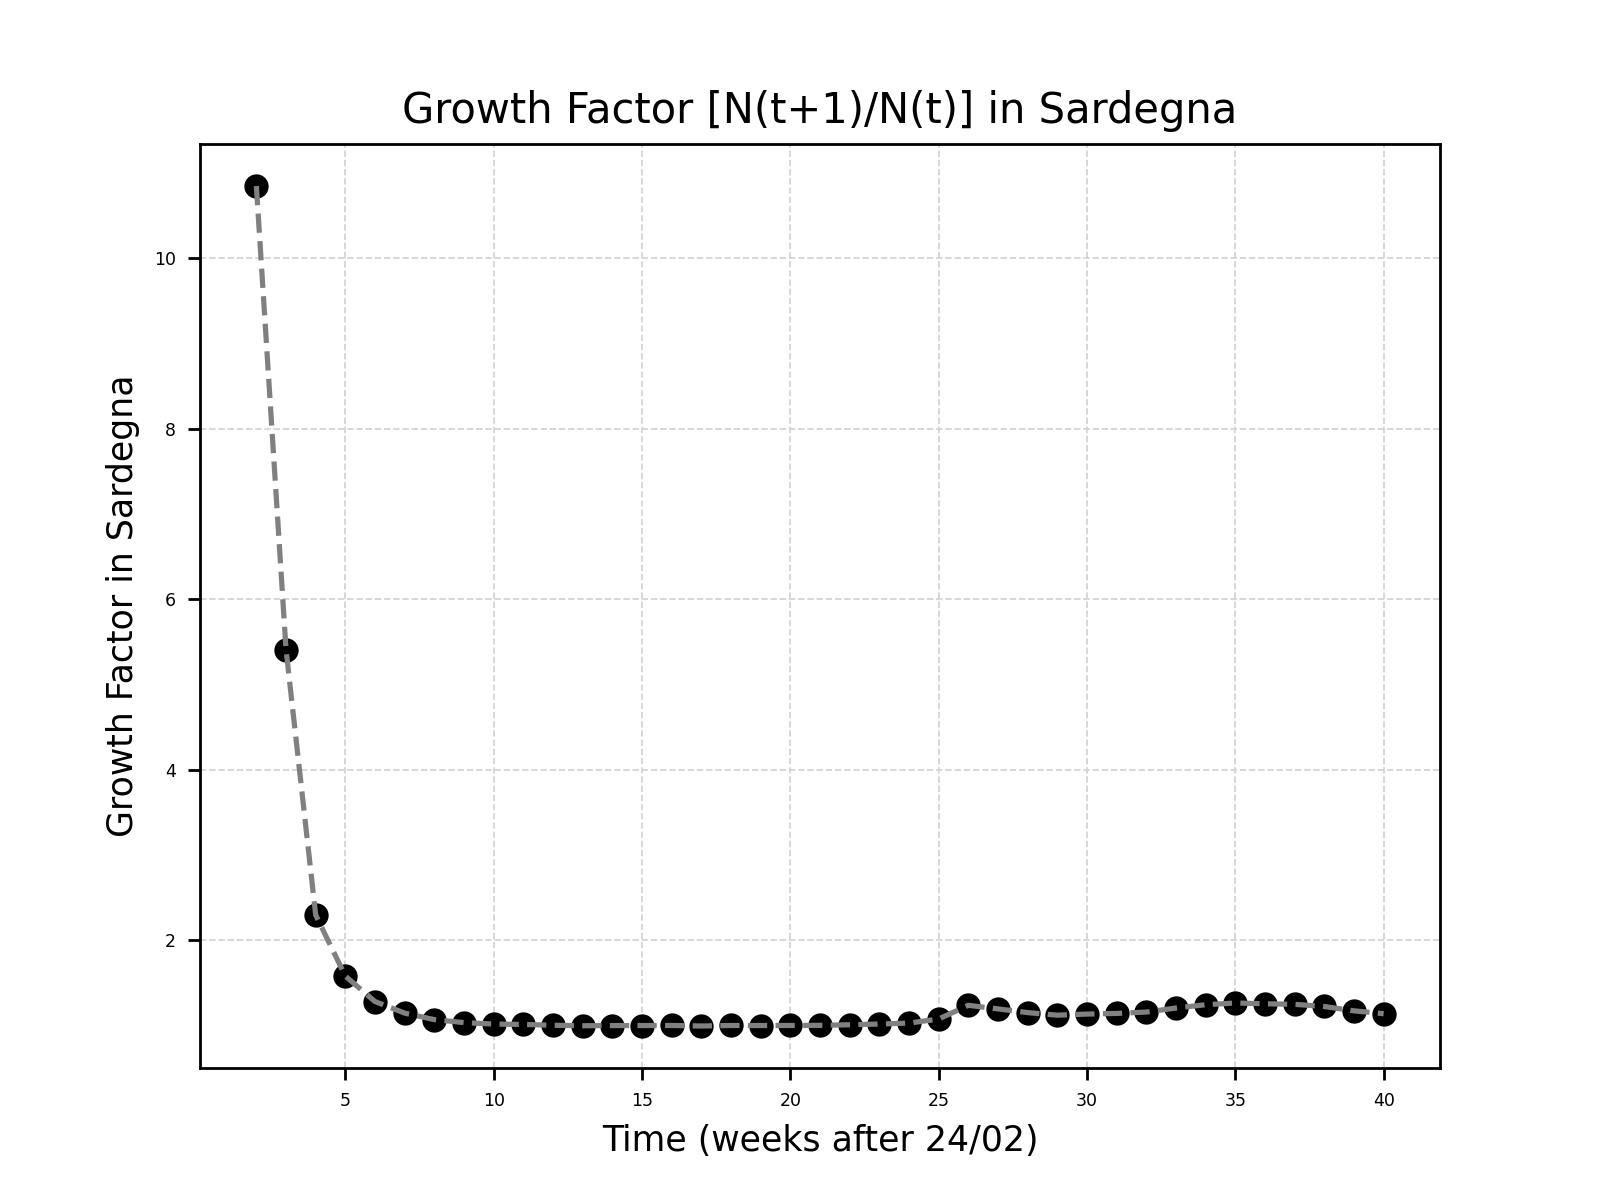 Growth Factor [N(t+1)/N(t)] in Sardegna
Growth Factor in Sardegna
10
8
6
4
2
5 10 15 20 25 30 35 40
Time (weeks after 24/02)